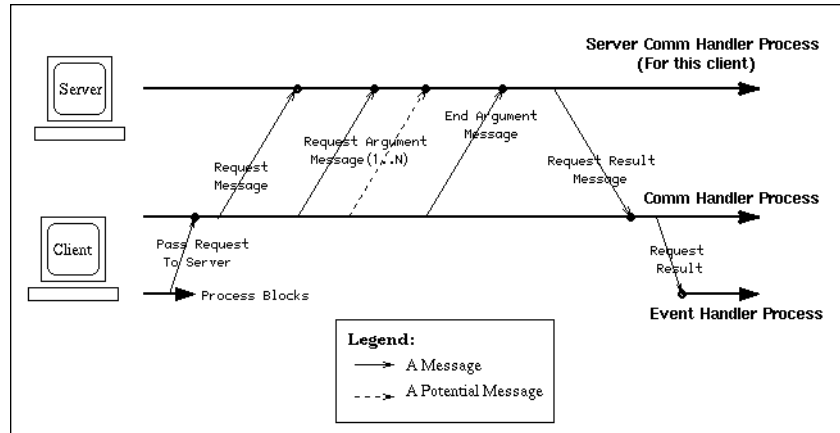 Server Comm Handler Process
(For this client)
Server
End Argument
Message
Request Argument
Message(1..N)
Request
Message
Request Result
Message
Comm Handler Process
Client
Pass Request
To Server
Request
Result
Process Blocks
Event Handler Process
Legend:
A Message
A Potential Message